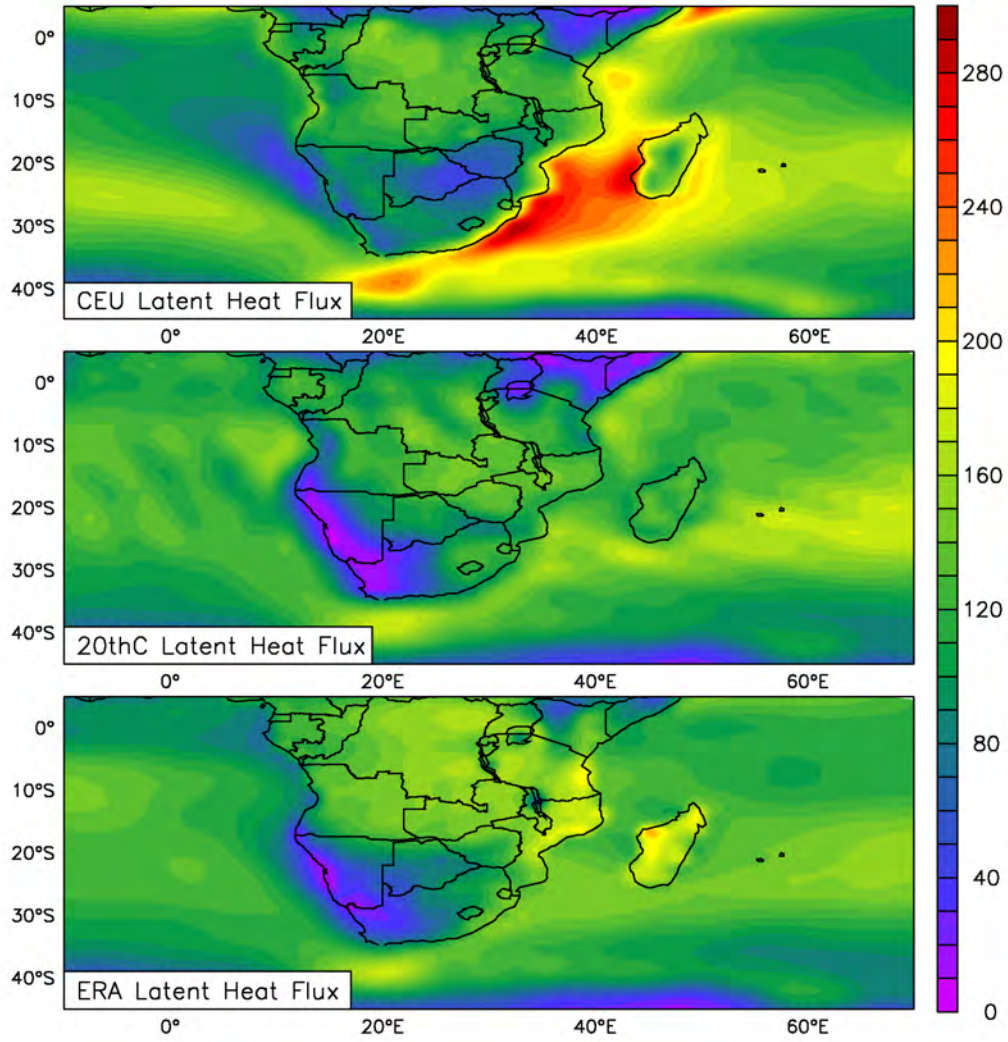 0°
10°S
20°S
30°S
40°S
CEU Latent Heat Flux
0°
20°E
40°E
60°E
0°
10°S
20°S
30°S
40°S
20thC Latent Heat Flux
0°
20°E
40°E
60°E
0°
10°S
20°S
30°S
40°S
ERA Latent Heat Flux
0°
20°E
40°E
60°E
280
240
200
160
120
80
40
0